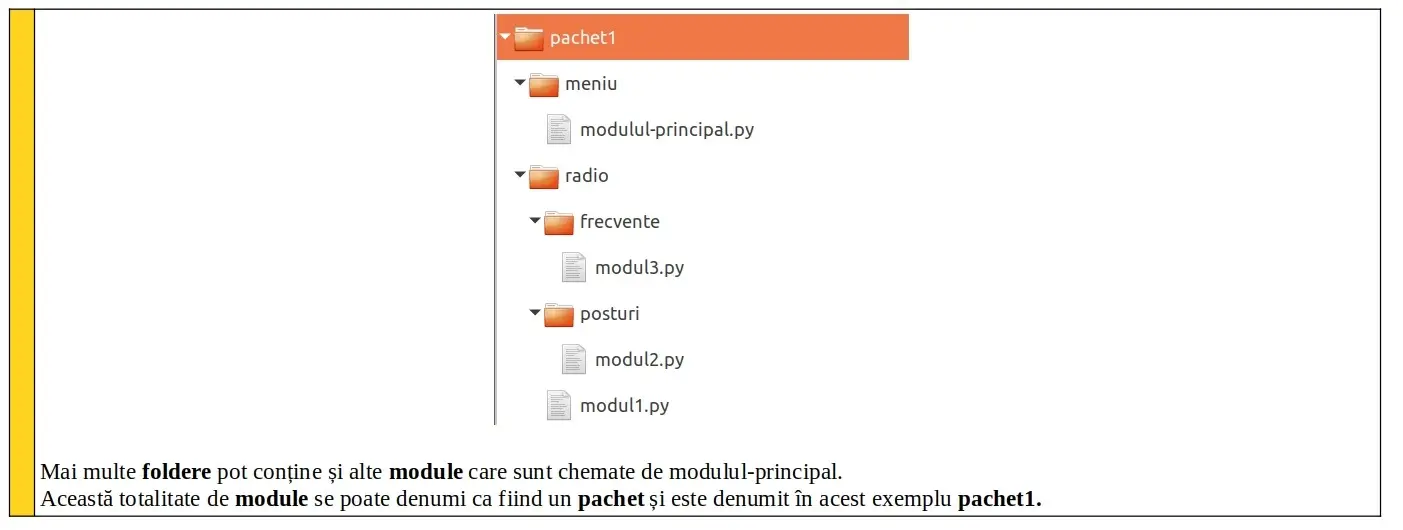 pachet1
meniu
modulul-principal.py
radio
frecvente
modul3.py
posturi
modul2.py
modul1.py
Mai multe foldere pot conține și alte module care sunt chemate de modulul-principal.
Această totalitate de module se poate denumi ca fiind un pachet și este denumit în acest exemplu pachet1.